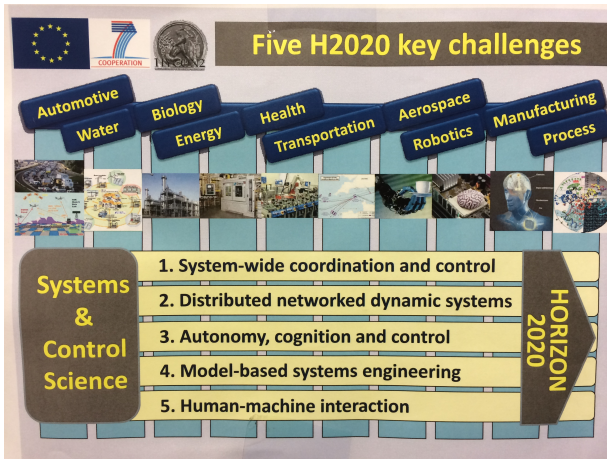 7
COOPERATION
HYCON2
Five H2020 key challenges
Automotive
Water
Biology
Energy
Health
Transportation
Aerospace
Robotics
Manufacturing
Process
Systems
&
Control
Science
1. System-wide coordination and control
2. Distributed networked dynamic systems
3. Autonomy, cognition and control
4. Model-based systems engineering
5. Human-machine interaction
HORIZON
2020